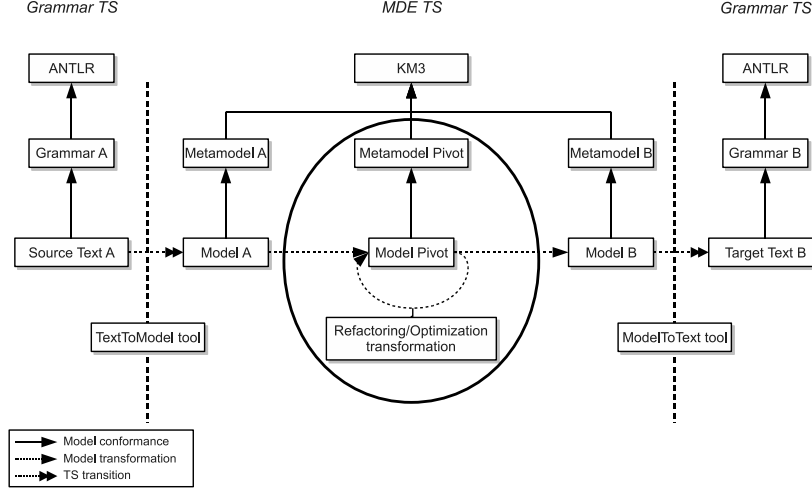 Grammar TS
MDE TS
Grammar TS
ANTLR
KM3
ANTLR
Grammar A
Metamodel A
Metamodel Pivot
Metamodel B
Grammar B
Source Text A
Model A
Model Pivot
Model B
Target Text B
TextToModel tool
Refactoring/Optimization
transformation
ModelToText tool
Model conformance
Model transformation
TS transition